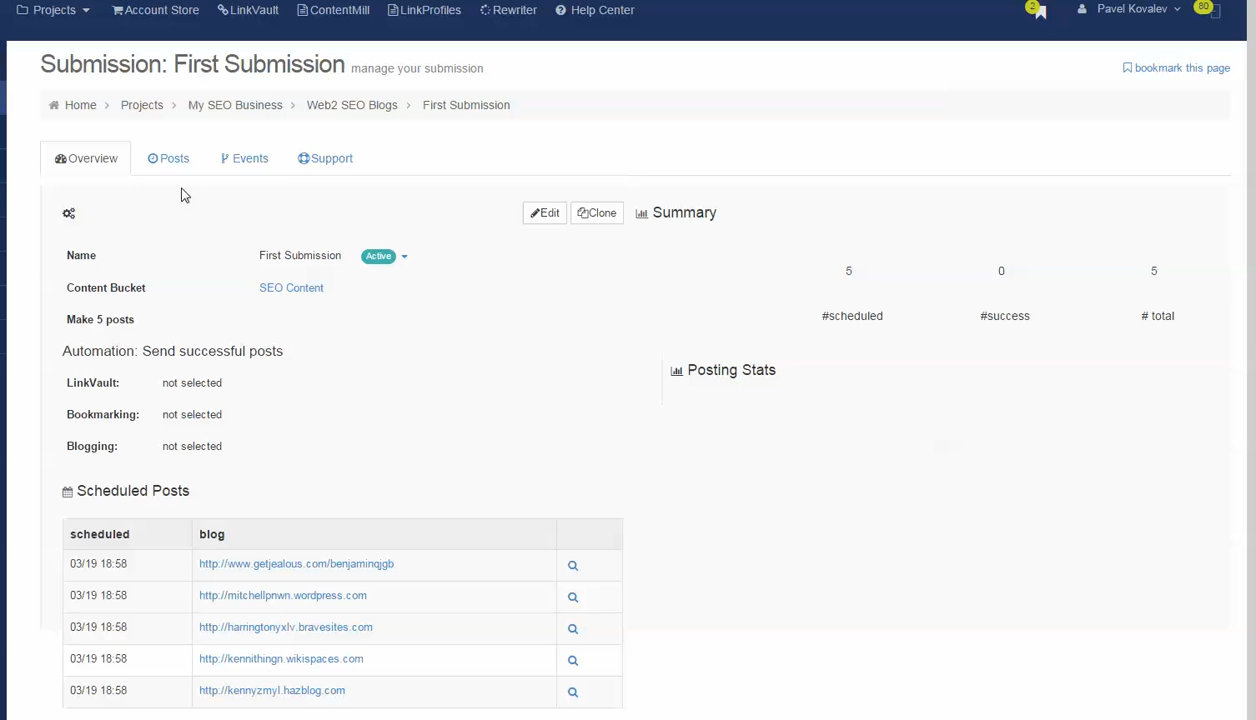 Projects Account Store LinkVault ContentMill LinkProfiles Rewriter Help Center 2 Pavel Kovalev 80
Submission: First Submission manage your submission bookmark this page
Home > Projects > My SEO Business > Web2 SEO Blogs > First Submission
Overview Posts Events Support
Edit Clone Summary
Name First Submission Active
5 0 5
Content Bucket SEO Content
#scheduled #success # total
Make 5 posts
Automation: Send successful posts
Posting Stats
LinkVault: not selected
Bookmarking: not selected
Blogging: not selected
Scheduled Posts
scheduled blog
03/19 18:58 http://www.getjealous.com/benjaminqjgb
03/19 18:58 http://mitchellpnwn.wordpress.com
03/19 18:58 http://harringtonyxlv.bravesites.com
03/19 18:58 http://kennithingn.wikispaces.com
03/19 18:58 http://kennyzmyl.hazblog.com